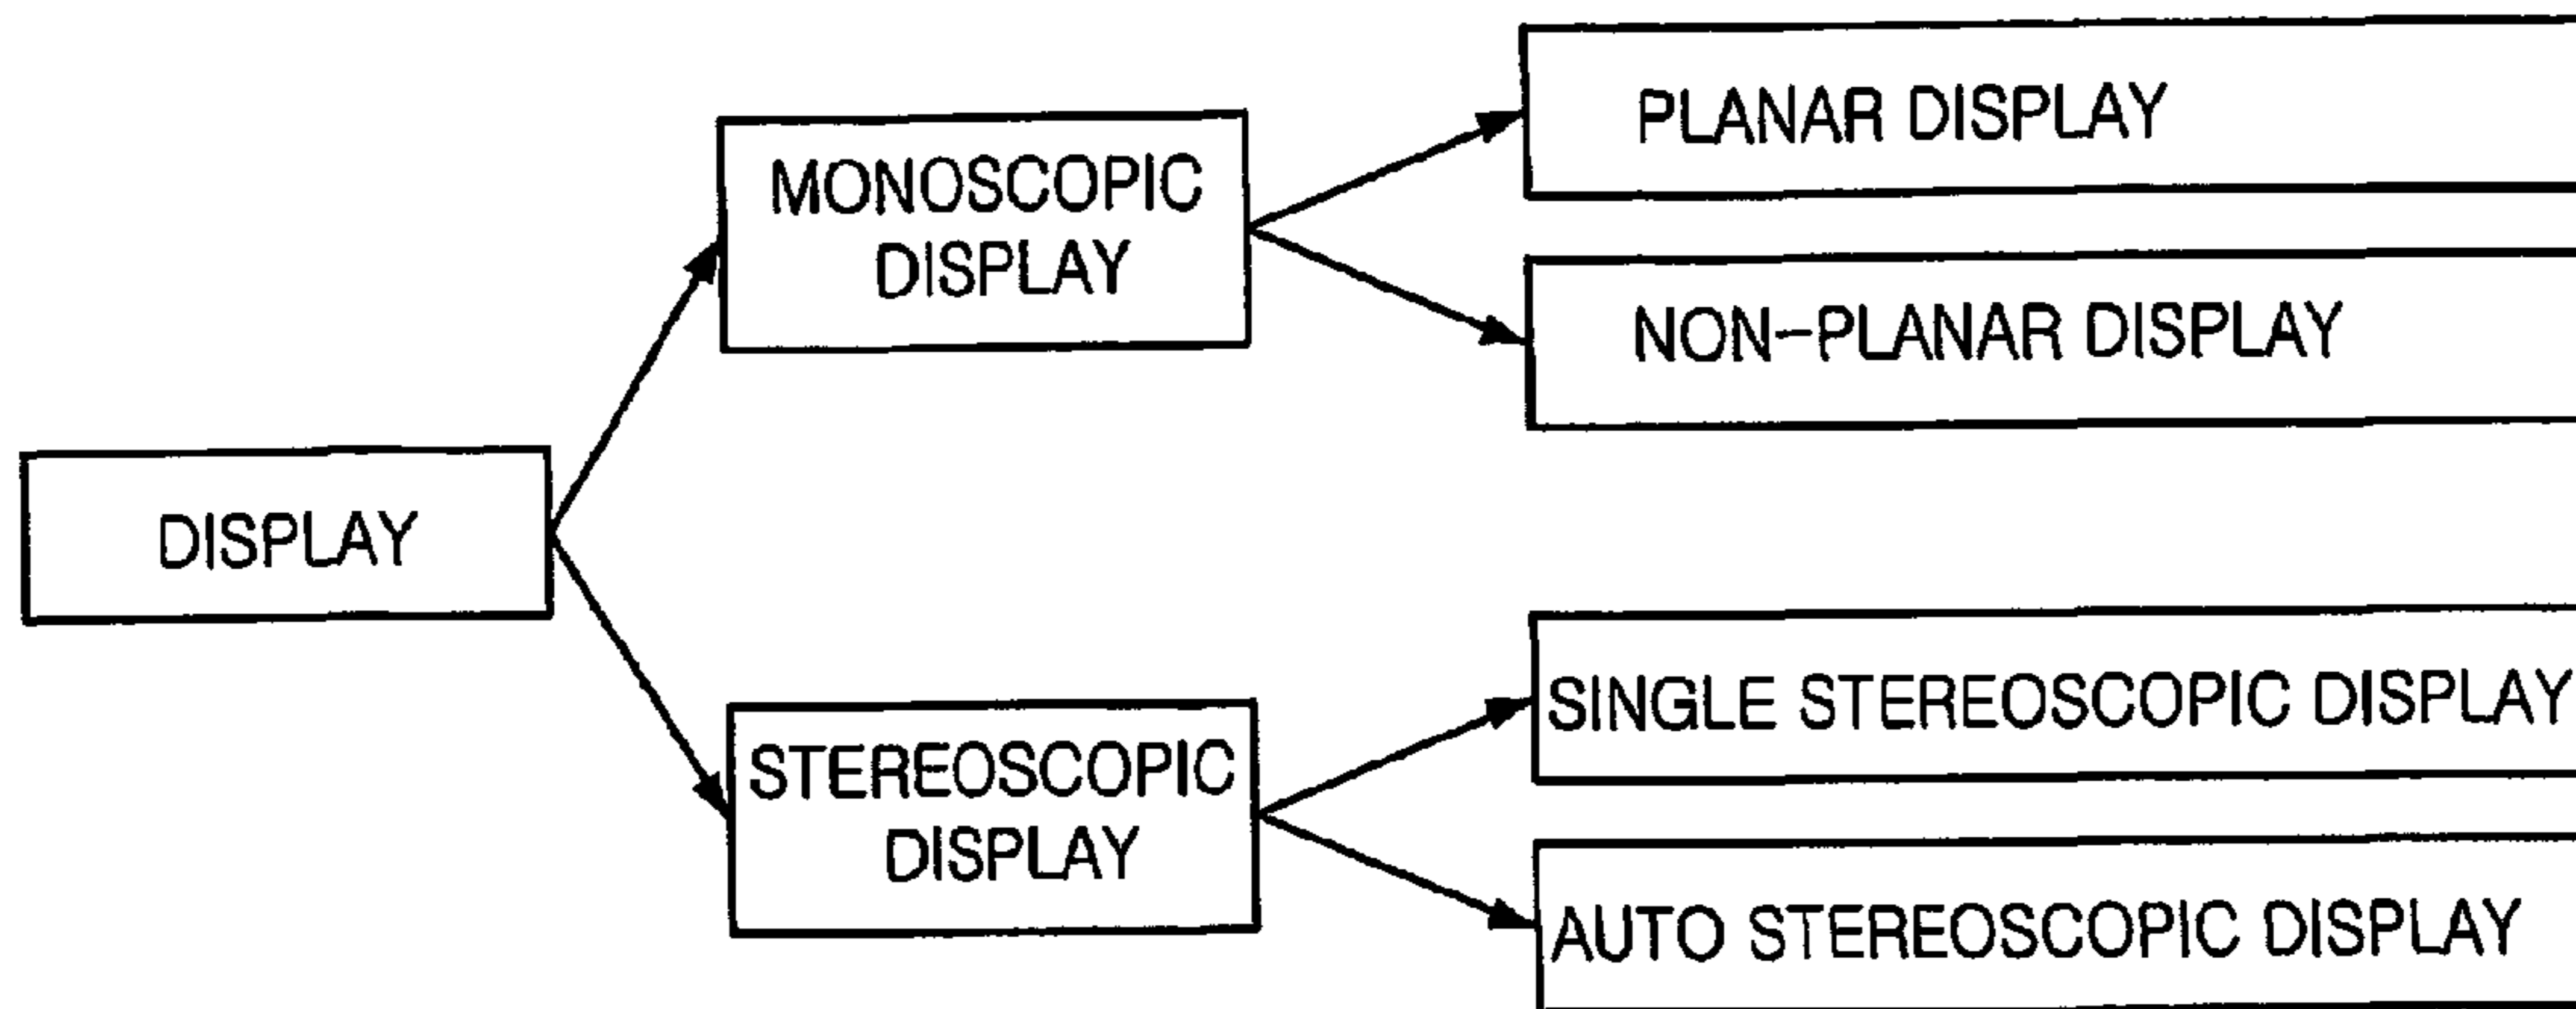 DISPLAY
MONOSCOPIC
DISPLAY
STEREOSCOPIC
DISPLAY
PLANAR DISPLAY
NON-PLANAR DISPLAY
SINGLE STEREOSCOPIC DISPLAY
AUTO STEREOSCOPIC DISPLAY